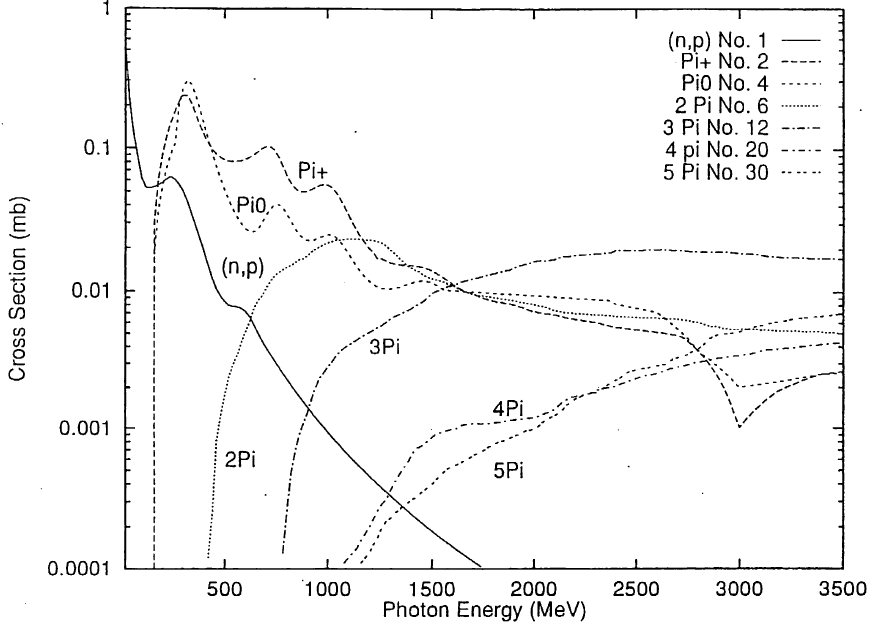 1
0.1
0.01
0.001
0.0001
Cross Section (mb)
(n,p) No. 1
Pi+ No. 2
Pi0 No. 4
2 Pi No. 6
3 Pi No. 12
4 pi No. 20
5 Pi No. 30
Pi+
Pi0
(n,p)
3Pi
2Pi
4Pi
5Pi
500 1000 1500 2000 2500 3000 3500
Photon Energy (MeV)